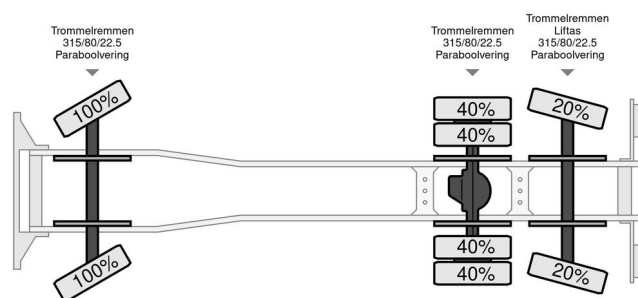 Trommelremmen
315/80/22.5
Paraboolvering
Trommelremmen
315/80/22.5
Paraboolvering
Trommelremmen
Liftas
315/80/22.5
Paraboolvering
100%
40%
40%
20%
100%
40%
40%
20%